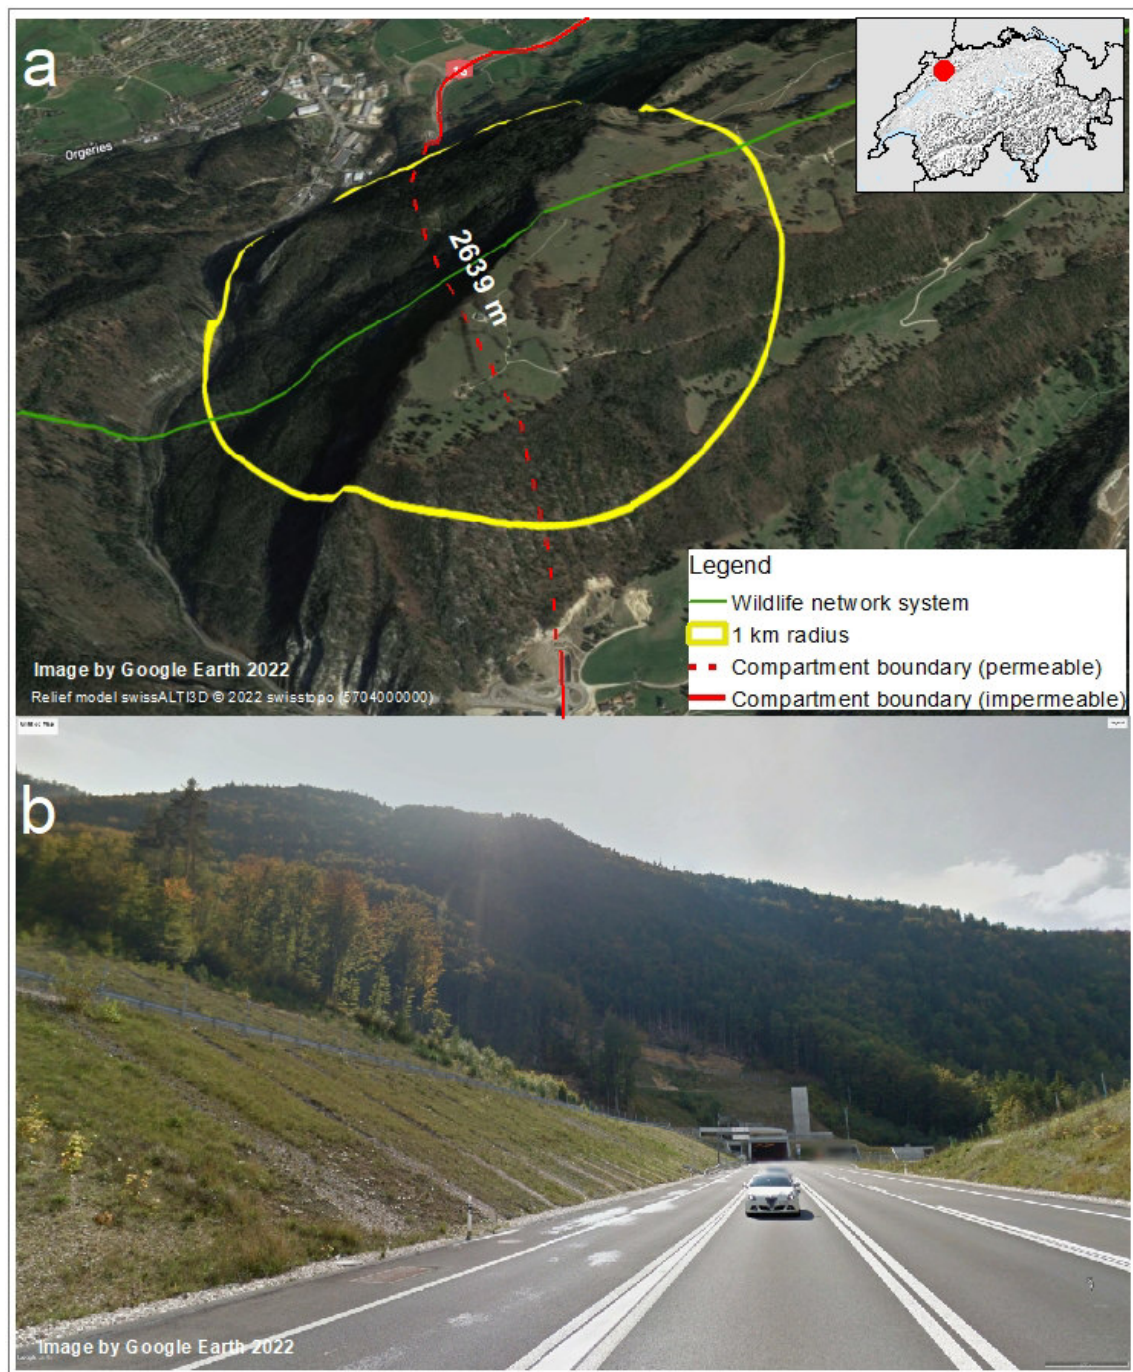 a
16
Orgeries
2639 m
Legend
Wildlife network system
1 km radius
Compartment boundary (permeable)
Compartment boundary (impermeable)
Image by Google Earth 2022
Relief model swissALTI3D © 2022 swisstopo (5704000000)
b
Image by Google Earth 2022